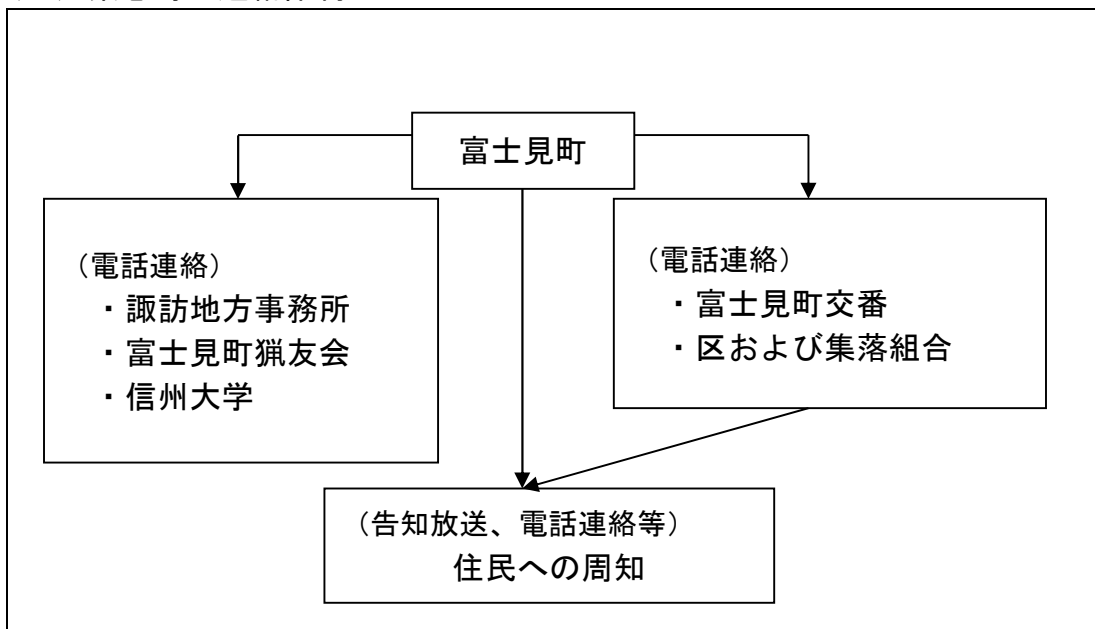 富士見町
（電話連絡）
・諏訪地方事務所
・富士見町猟友会
・信州大学
（電話連絡）
・富士見町交番
・区および集落組合
（告知放送、電話連絡等）
住民への周知